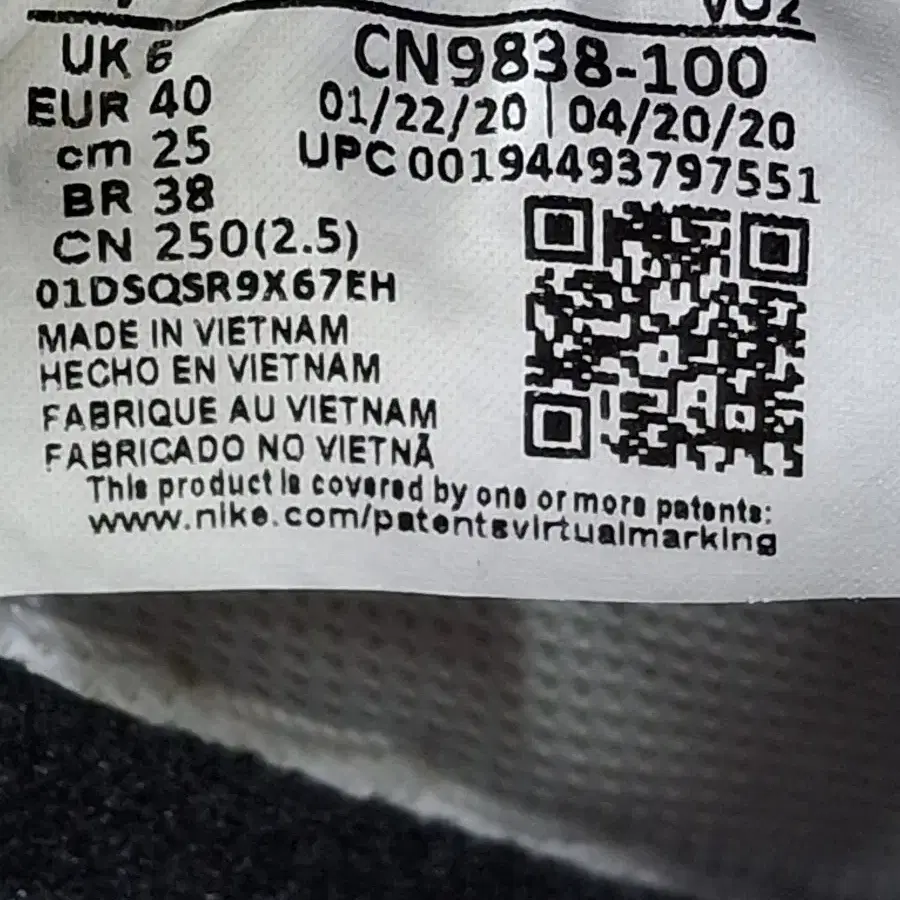 VO2
UK 6
CN9838-100
EUR 40
01/22/20 | 04/20/20
cm 25
UPC 00194493797551
BR 38
CN 250(2.5)
01DSQSR9X67EH
MADE IN VIETNAM
HECHO EN VIETNAM
FABRIQUE AU VIETNAM
FABRICADO NO VIETNÃ
This product is covered by one or more patents:
www.nike.com/patentsvirtualmarking